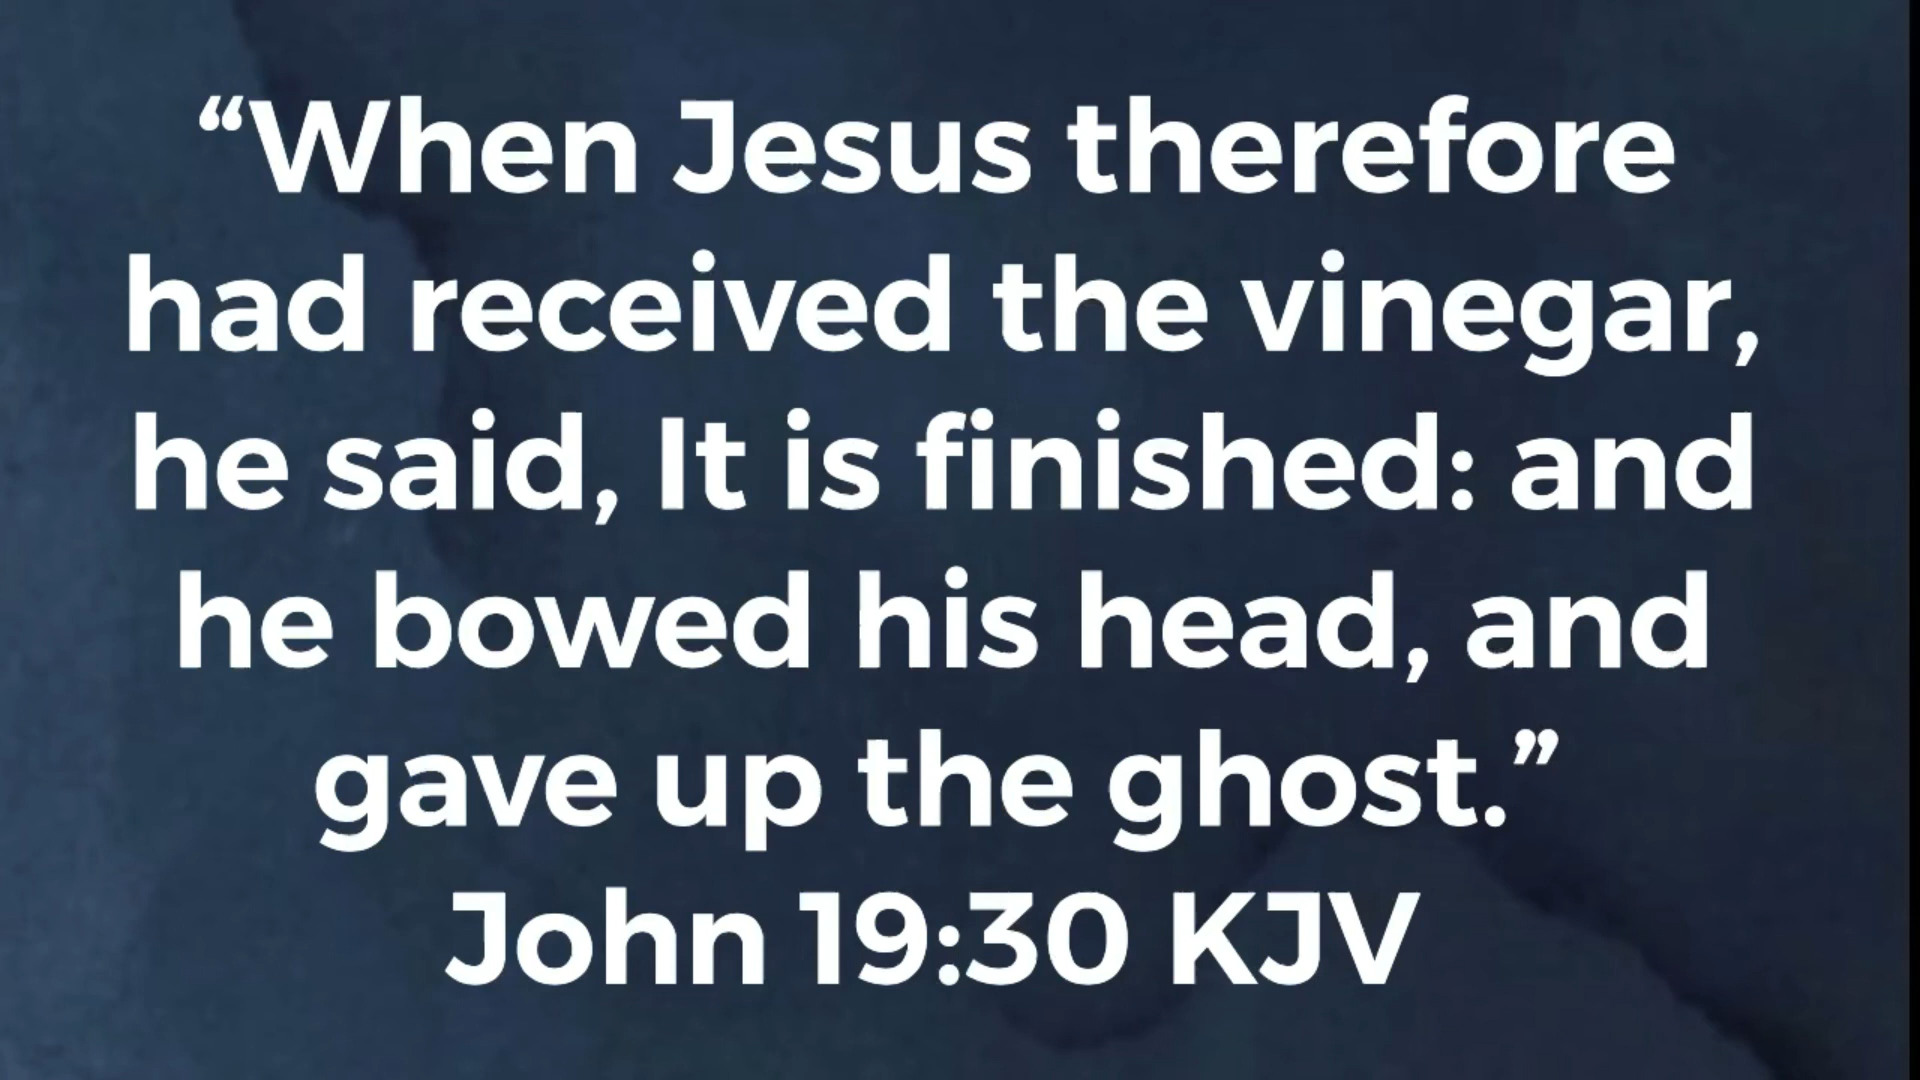 “When Jesus therefore
had received the vinegar,
he said, It is finished: and
he bowed his head, and
gave up the ghost.”
John 19:30 KJV